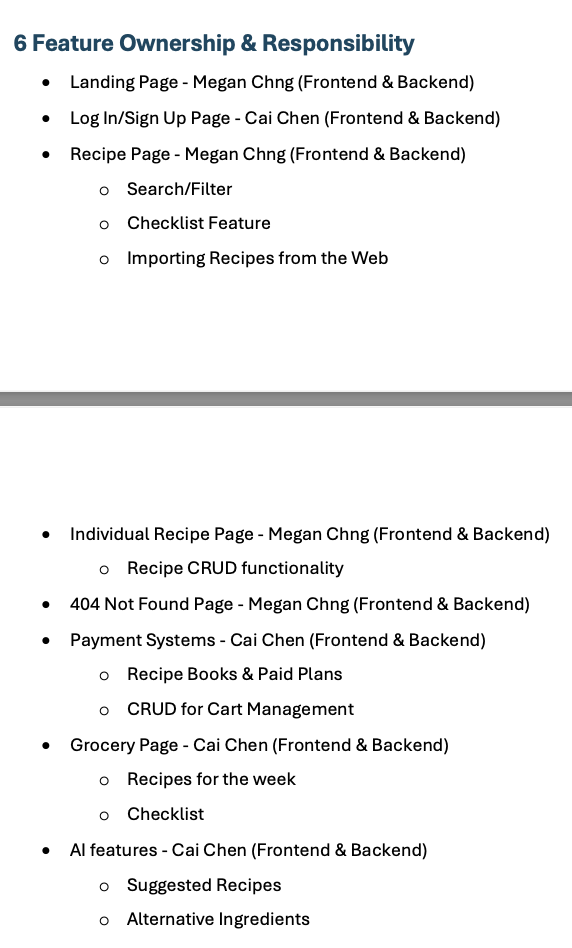 6 Feature Ownership & Responsibility
• Landing Page - Megan Chng (Frontend & Backend)
• Log In/Sign Up Page - Cai Chen (Frontend & Backend)
• Recipe Page - Megan Chng (Frontend & Backend)
o Search/Filter
o Checklist Feature
o Importing Recipes from the Web
• Individual Recipe Page - Megan Chng (Frontend & Backend)
o Recipe CRUD functionality
• 404 Not Found Page - Megan Chng (Frontend & Backend)
• Payment Systems - Cai Chen (Frontend & Backend)
o Recipe Books & Paid Plans
o CRUD for Cart Management
• Grocery Page - Cai Chen (Frontend & Backend)
o Recipes for the week
o Checklist
• AI features - Cai Chen (Frontend & Backend)
o Suggested Recipes
o Alternative Ingredients